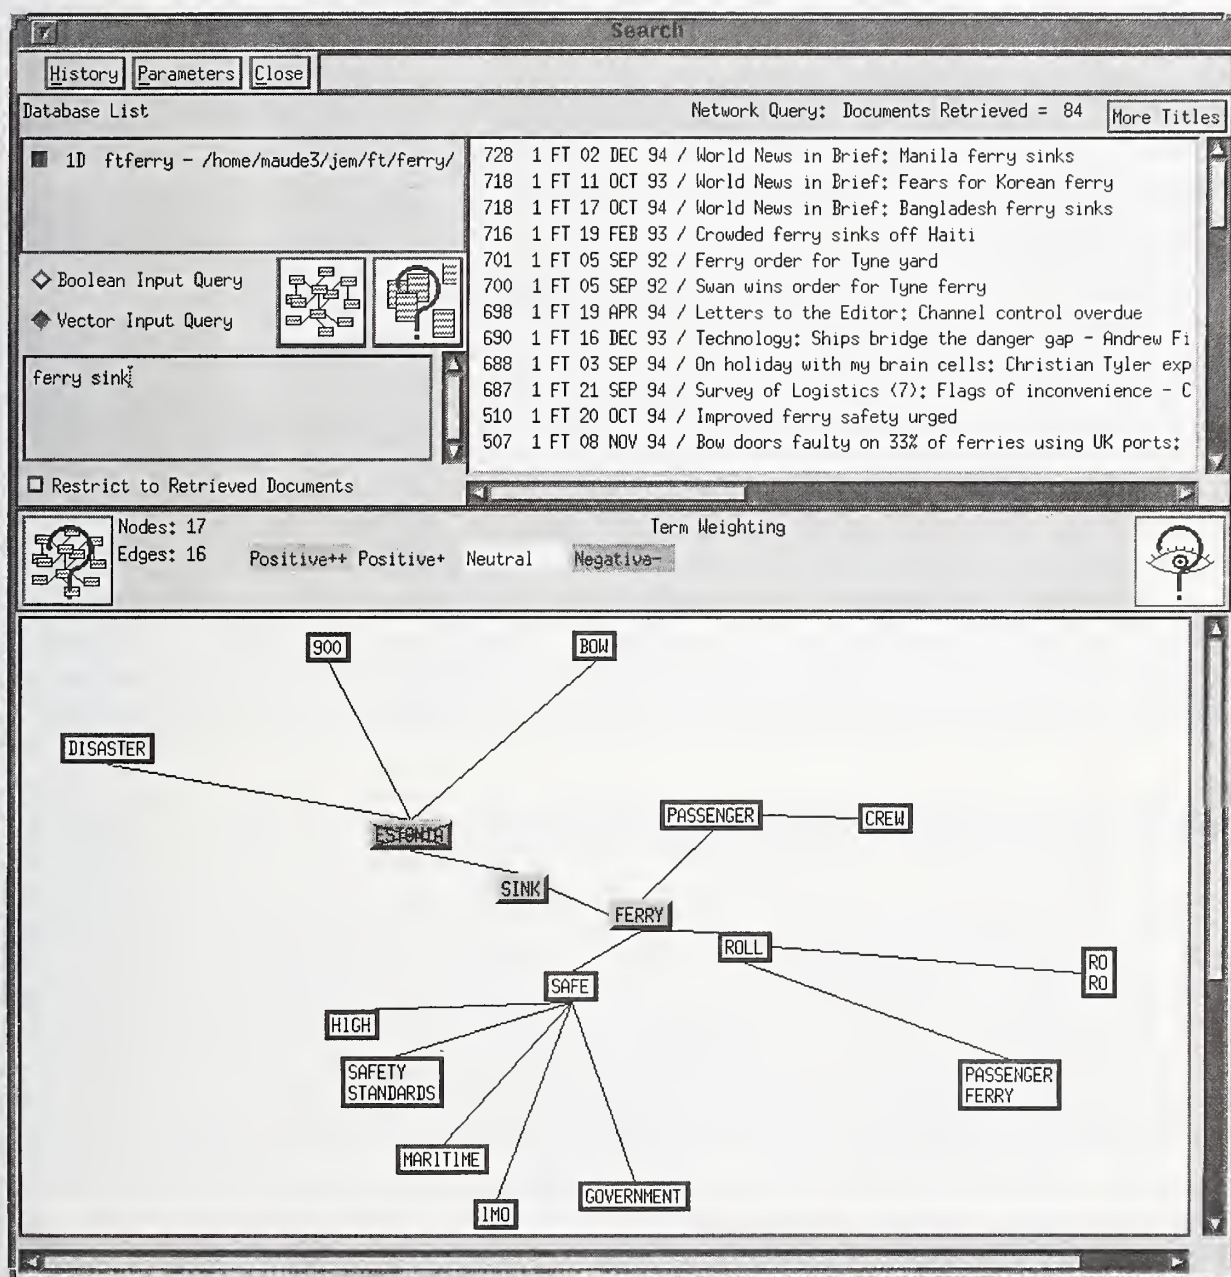 Search
History Parameters Close
Database List
Network Query: Documents Retrieved = 84
More Titles
1D ftferry - /home/maude3/jem/ft/ferry/
728 1 FT 02 DEC 94 / World News in Brief: Manila ferry sinks
718 1 FT 11 OCT 93 / World News in Brief: Fears for Korean ferry
718 1 FT 17 OCT 94 / World News in Brief: Bangladesh ferry sinks
716 1 FT 19 FEB 93 / Crowded ferry sinks off Haiti
701 1 FT 05 SEP 92 / Ferry order for Tyne yard
700 1 FT 05 SEP 92 / Swan wins order for Tyne ferry
698 1 FT 19 APR 94 / Letters to the Editor: Channel control overdue
690 1 FT 16 DEC 93 / Technology: Ships bridge the danger gap - Andrew Fi
688 1 FT 03 SEP 94 / On holiday with my brain cells: Christian Tyler exp
687 1 FT 21 SEP 94 / Survey of Logistics (7): Flags of inconvenience - C
510 1 FT 20 OCT 94 / Improved ferry safety urged
507 1 FT 08 NOV 94 / Bow doors faulty on 33% of ferries using UK ports:
Boolean Input Query
Vector Input Query
ferry sink
Restrict to Retrieved Documents
Nodes: 17
Edges: 16
Term Weighting
Positive++ Positive+ Neutral Negative-
900
BOW
DISASTER
PASSENGER
CREW
ESTONIA
SINK
FERRY
ROLL
RO
RO
SAFE
HIGH
SAFETY
STANDARDS
PASSENGER
FERRY
MARITIME
GOVERNMENT
IMO